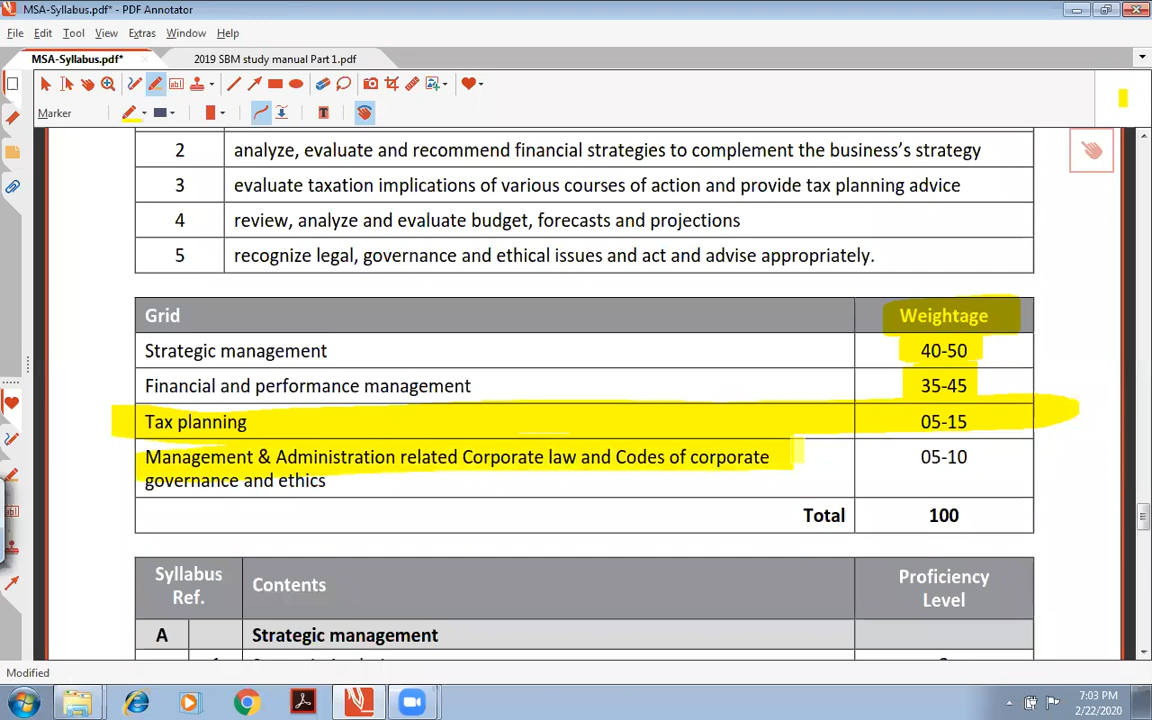 MSA-Syllabus.pdf* - PDF Annotator
File Edit Tool View Extras Window Help
MSA-Syllabus.pdf* 2019 SBM study manual Part 1.pdf
Marker
2 analyze, evaluate and recommend financial strategies to complement the business's strategy
3 evaluate taxation implications of various courses of action and provide tax planning advice
4 review, analyze and evaluate budget, forecasts and projections
5 recognize legal, governance and ethical issues and act and advise appropriately.
Grid Weightage
Strategic management 40-50
Financial and performance management 35-45
Tax planning 05-15
Management & Administration related Corporate law and Codes of corporate 05-10
governance and ethics
Total 100
Syllabus Contents Proficiency
Ref. Level
A Strategic management
Modified
7:03 PM
2/22/2020